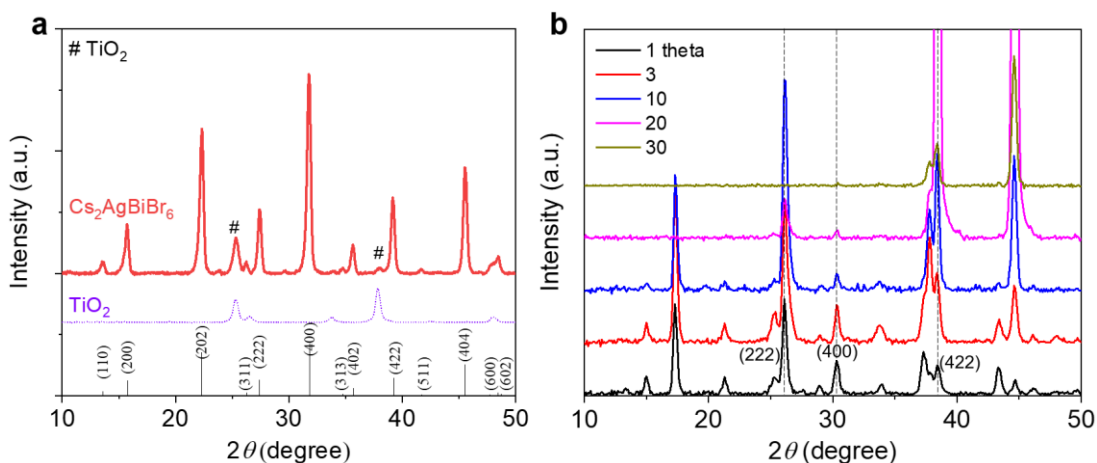 a
# TiO2
#
#
Cs2AgBiBr6
TiO2
(110)
(200)
(202)
(311)
(222)
(400)
(313)
(402)
(422)
(511)
(404)
(600)
(602)
10 20 30 40 50
2θ (degree)
Intensity (a.u.)
b
1 theta
3
10
20
30
(222)
(400)
(422)
10 20 30 40 50
2θ (degree)
Intensity (a.u.)